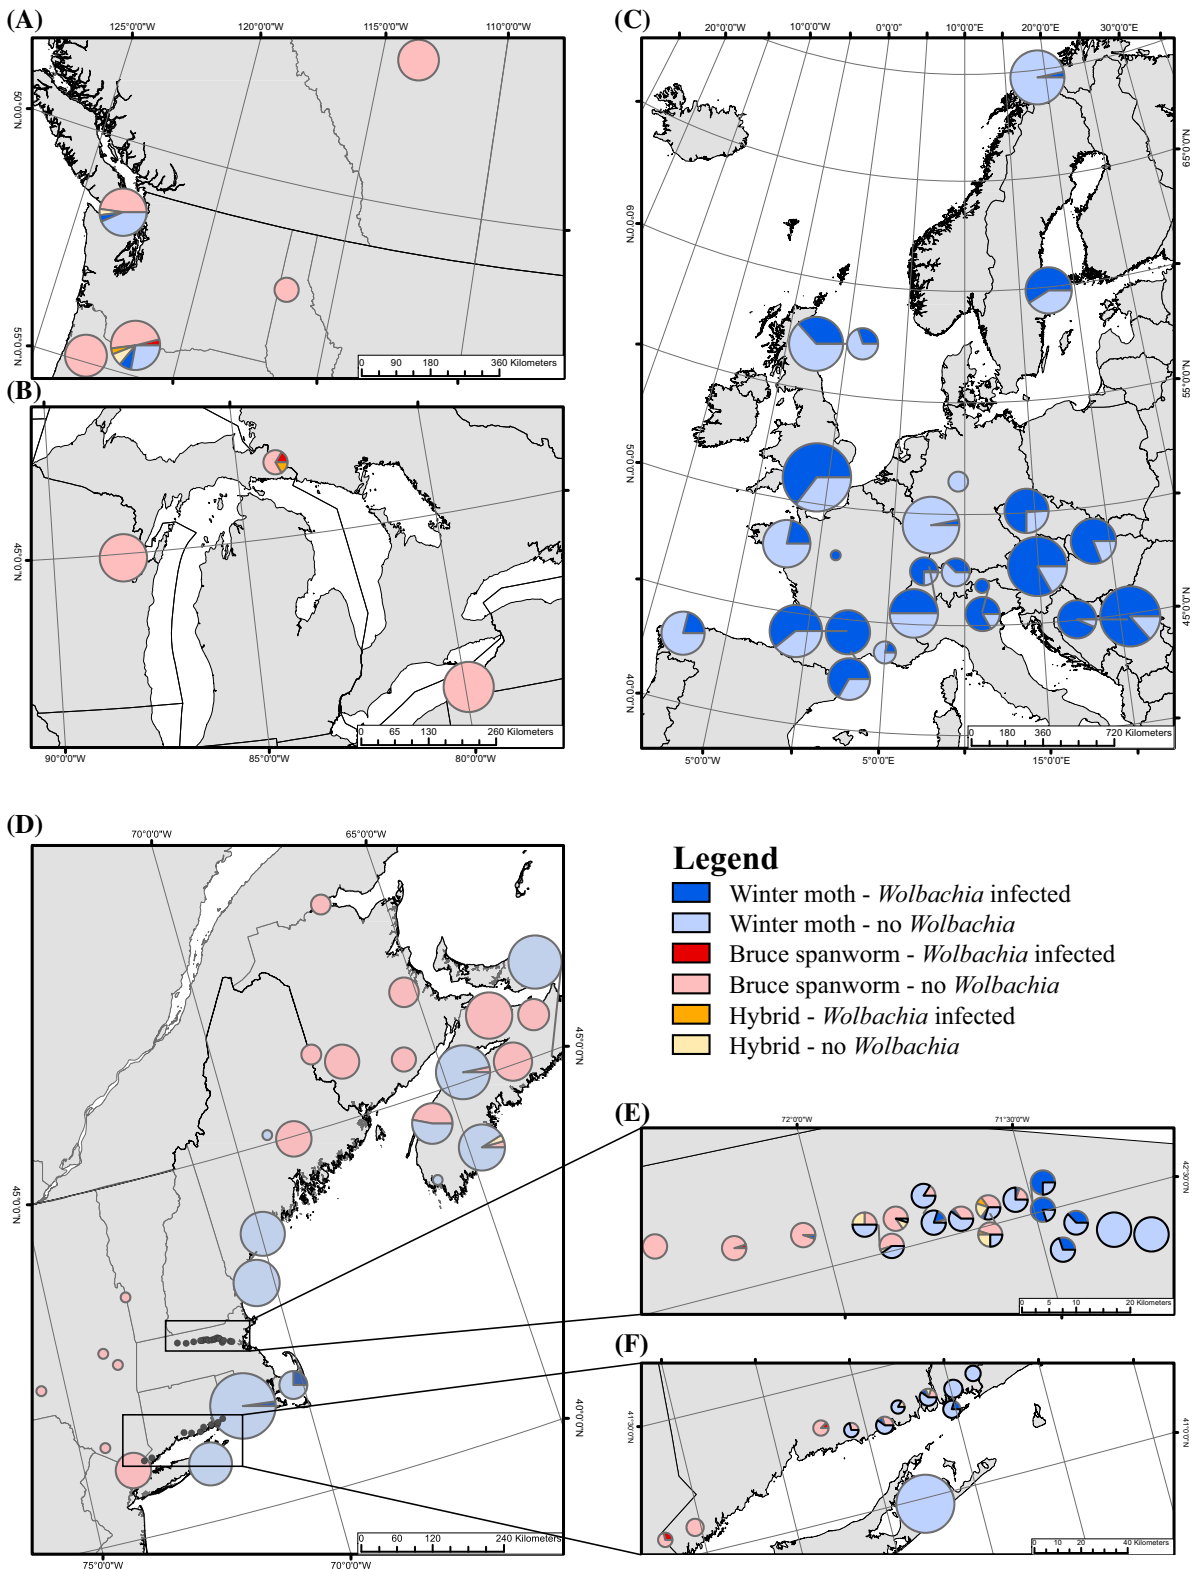 (A)
125°0'0"W
120°0'0"W
115°0'0"W
110°0'0"W
50°0'0"N
55°0'0"N
0 90 180 360 Kilometers
(B)
45°0'0"N
90°0'0"W
85°0'0"W
80°0'0"W
0 65 130 260 Kilometers
(C)
20°0'0"W
10°0'0"W
0°0'0"
10°0'0"E
20°0'0"E
30°0'0"E
65°0'0"N
60°0'0"N
55°0'0"N
50°0'0"N
45°0'0"N
40°0'0"N
5°0'0"W
5°0'0"E
15°0'0"E
0 180 360 720 Kilometers
(D)
70°0'0"W
65°0'0"W
45°0'0"N
45°0'0"N
40°0'0"N
75°0'0"W
70°0'0"W
0 60 120 240 Kilometers
Legend
Winter moth - Wolbachia infected
Winter moth - no Wolbachia
Bruce spanworm - Wolbachia infected
Bruce spanworm - no Wolbachia
Hybrid - Wolbachia infected
Hybrid - no Wolbachia
(E)
72°0'0"W
71°30'0"W
42°30'0"N
0 5 10 20 Kilometers
(F)
41°30'0"N
41°0'0"N
0 10 20 40 Kilometers